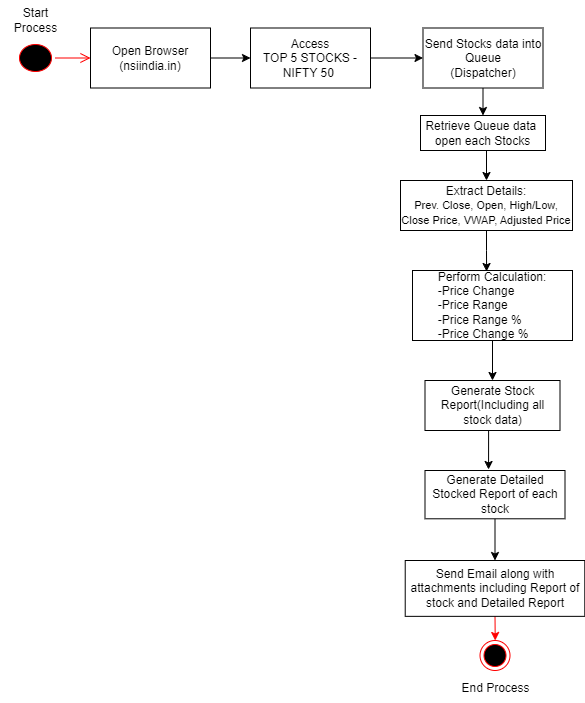 Start
Process
Open Browser
(nsiindia.in)
Access
TOP 5 STOCKS -
NIFTY 50
Send Stocks data into
Queue
(Dispatcher)
Retrieve Queue data
open each Stocks
Extract Details:
Prev. Close, Open, High/Low,
Close Price, VWAP, Adjusted Price
Perform Calculation:
-Price Change
-Price Range
-Price Range %
-Price Change %
Generate Stock
Report(Including all
stock data)
Generate Detailed
Stocked Report of each
stock
Send Email along with
attachments including Report of
stock and Detailed Report
End Process